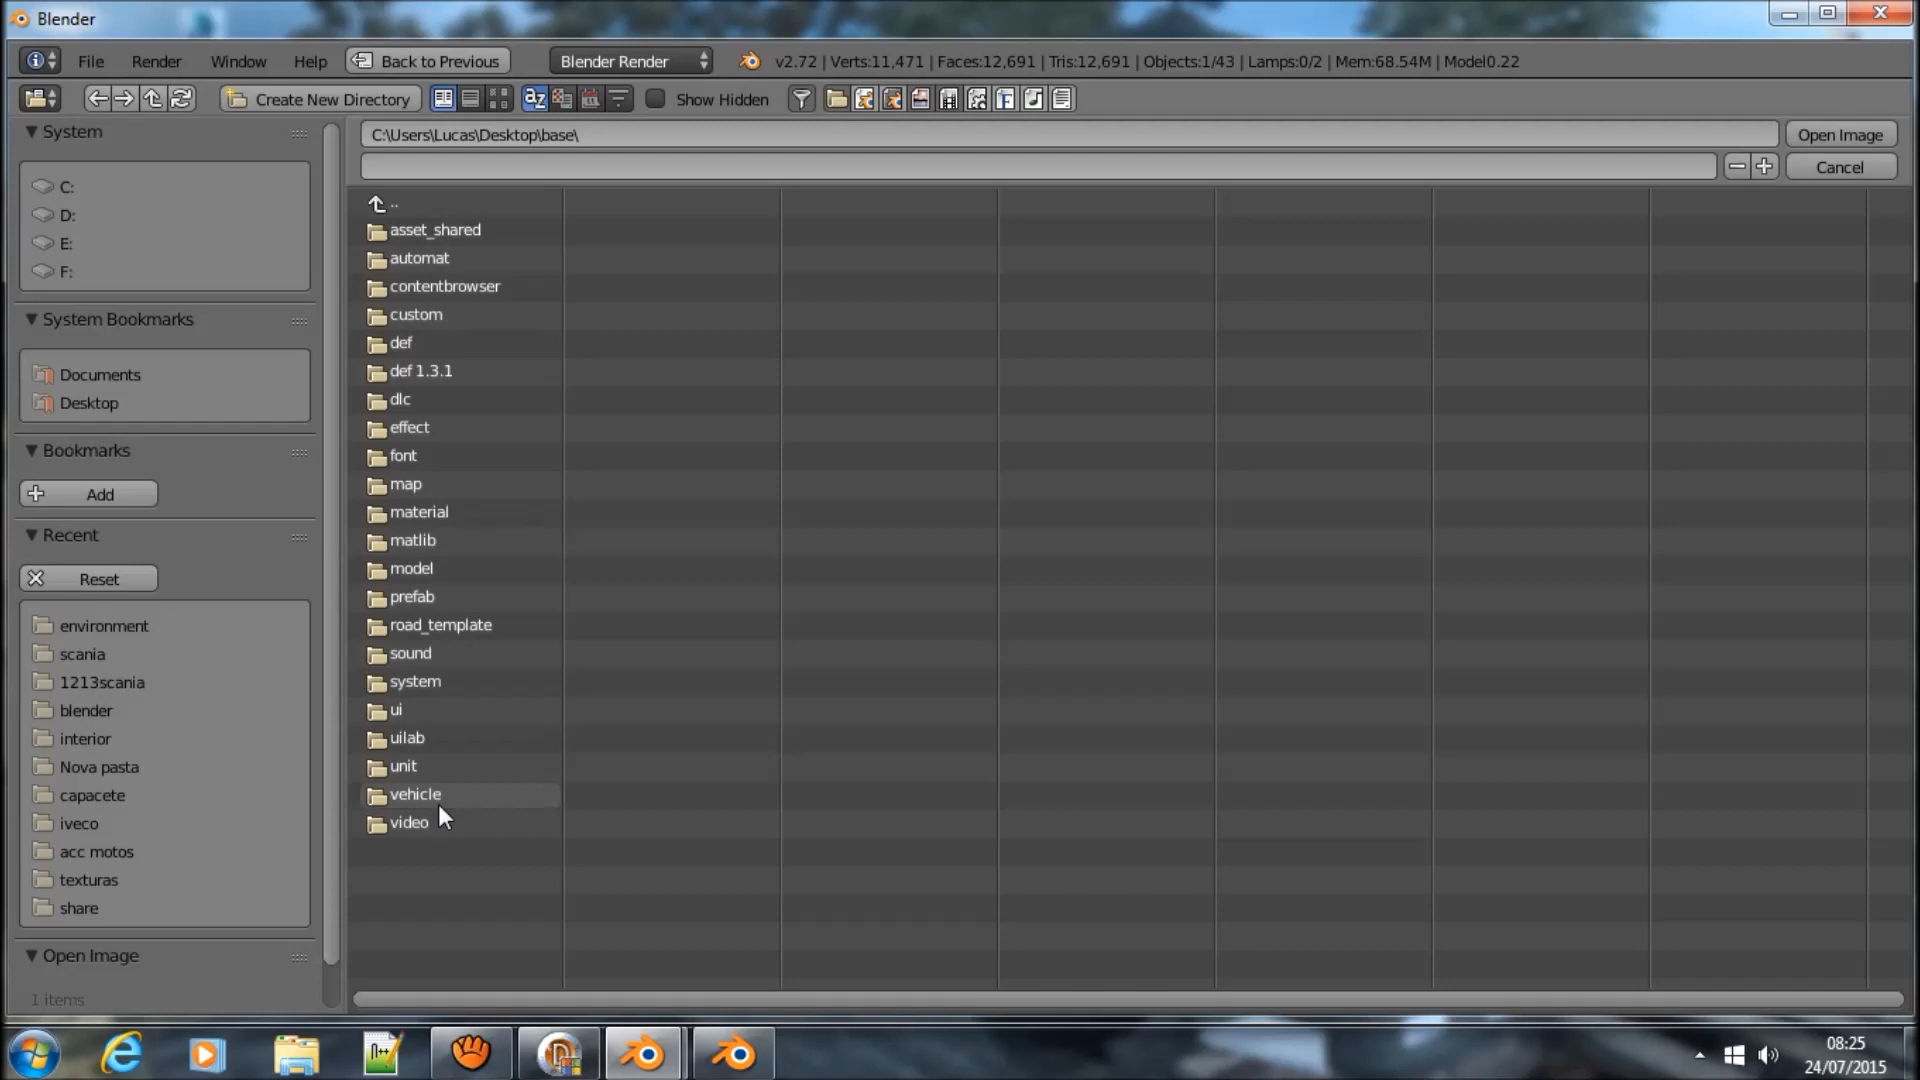 Blender
File Render Window Help Back to Previous Blender Render v2.72 | Verts:11,471 | Faces:12,691 | Tris:12,691 | Objects:1/43 | Lamps:0/2 | Mem:68.54M | Model0.22
Create New Directory Show Hidden
System
C:
D:
E:
F:
System Bookmarks
Documents
Desktop
Bookmarks
Add
Recent
Reset
environment
scania
1213scania
blender
interior
Nova pasta
capacete
iveco
acc motos
texturas
share
Open Image
1 items
C:\Users\Lucas\Desktop\base\ Open Image
Cancel
..
asset_shared
automat
contentbrowser
custom
def
def 1.3.1
dlc
effect
font
map
material
matlib
model
prefab
road_template
sound
system
ui
uilab
unit
vehicle
video
08:25
24/07/2015